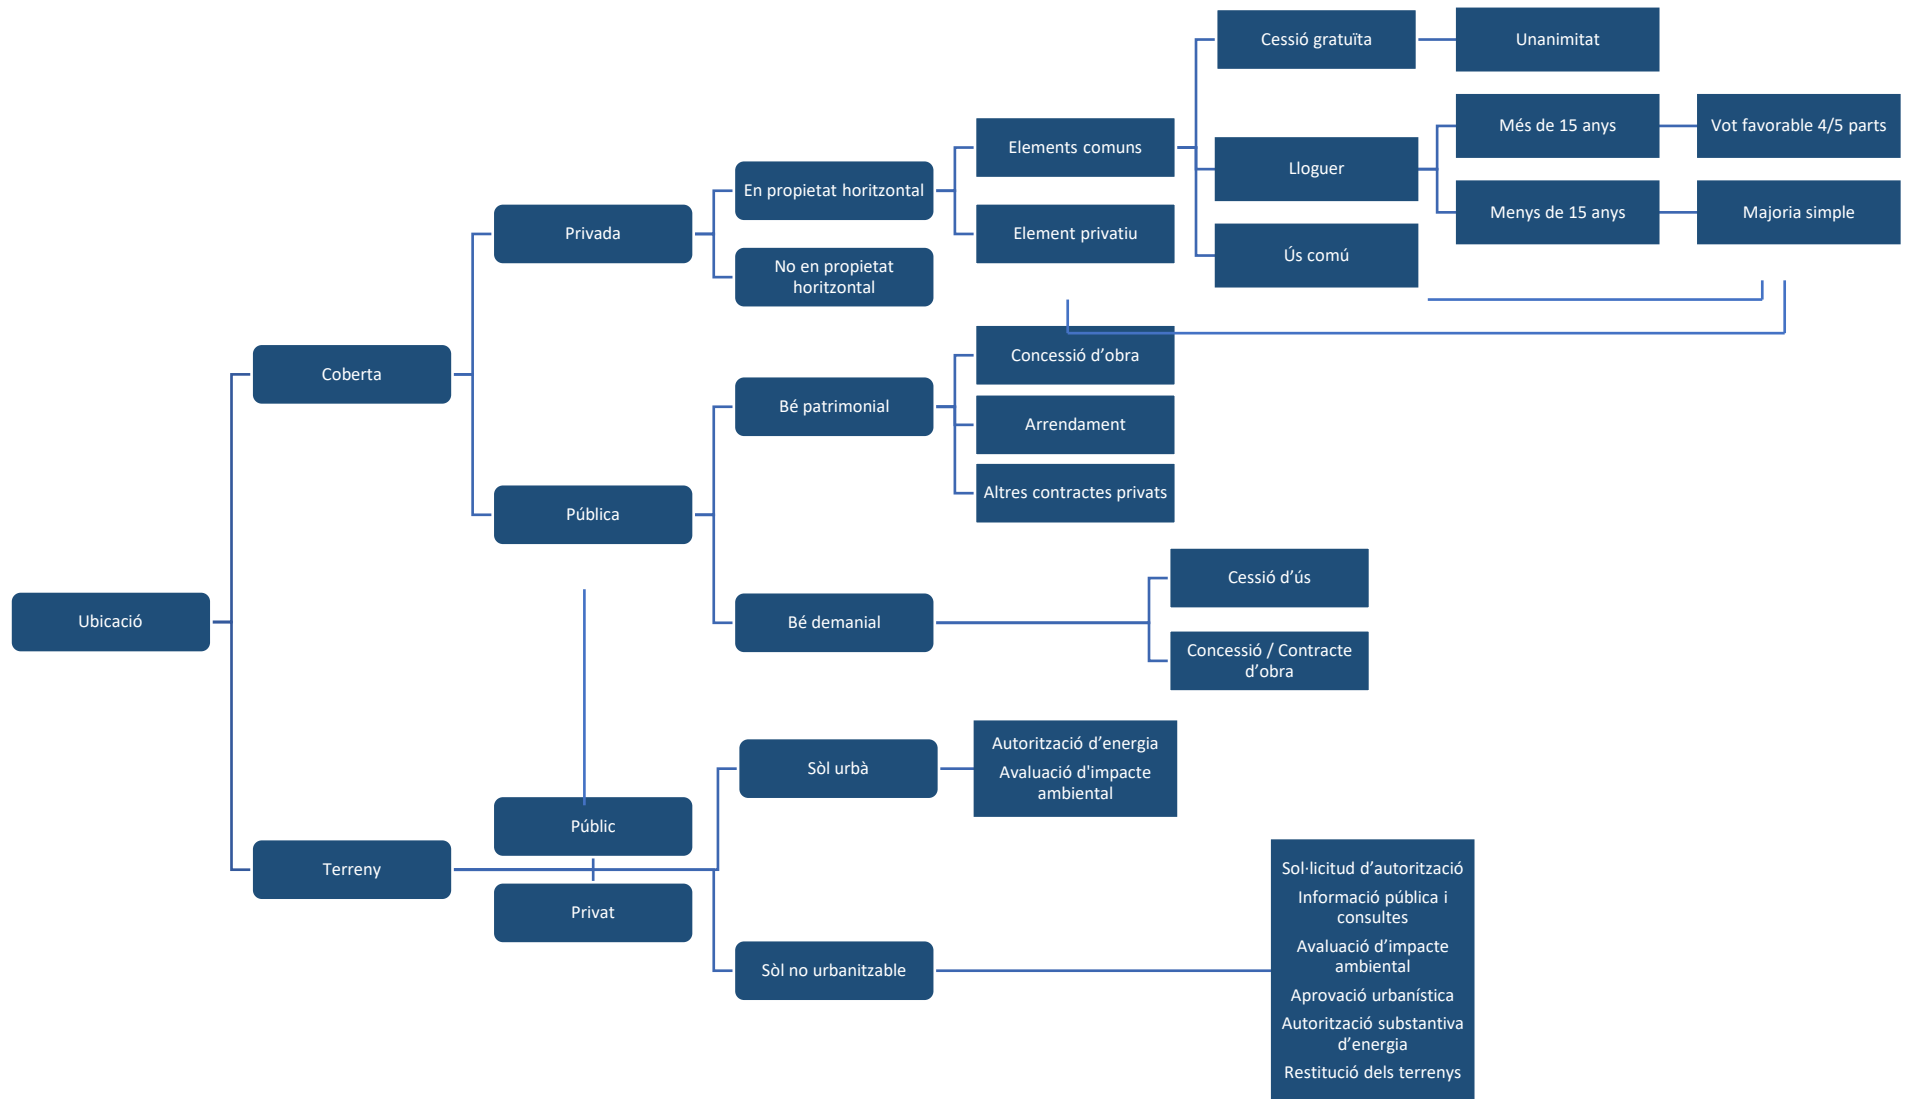 Ubicació
Coberta
Privada
En propietat horitzontal
Elements comuns
Cessió gratuïta
Unanimitat
Lloguer
Més de 15 anys
Vot favorable 4/5 parts
Menys de 15 anys
Majoria simple
Ús comú
Element privatiu
No en propietat
horitzontal
Pública
Bé patrimonial
Concessió d’obra
Arrendament
Altres contractes privats
Bé demanial
Cessió d’ús
Concessió / Contracte
d’obra
Terreny
Públic
Privat
Sòl urbà
Autorització d’energia
Avaluació d'impacte
ambiental
Sòl no urbanitzable
Sol·licitud d’autorització
Informació pública i
consultes
Avaluació d’impacte
ambiental
Aprovació urbanística
Autorització substantiva
d’energia
Restitució dels terrenys